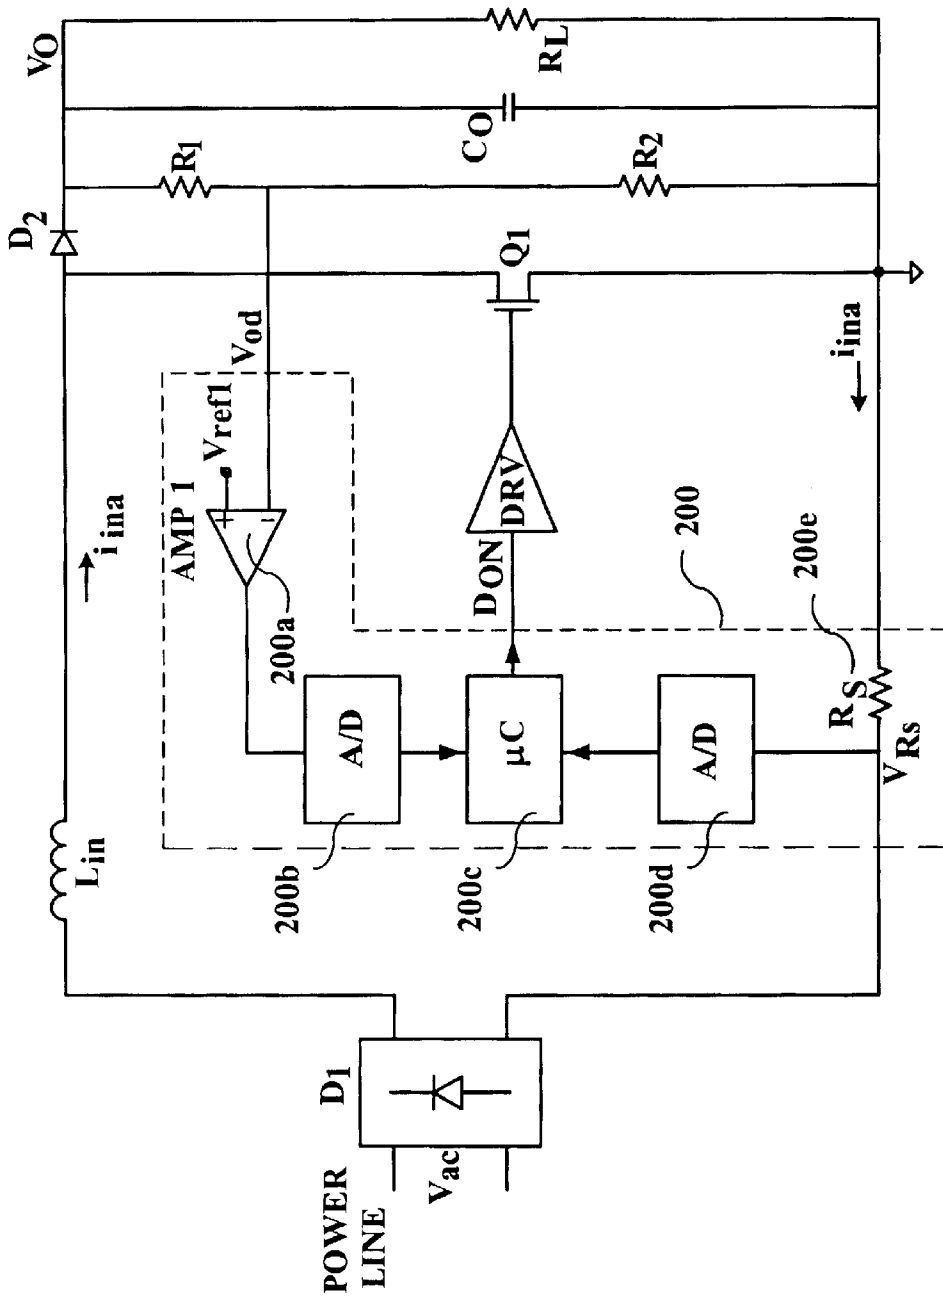 POWER
LINE
Vac
D1
Lin
iina
D2
VO
AMP 1
Vref1
Vod
200a
R1
A/D
200b
μC
200c
DON
DRV
Q1
CO
RL
R2
A/D
200d
200
200e
RS
VRs
iina
+
-